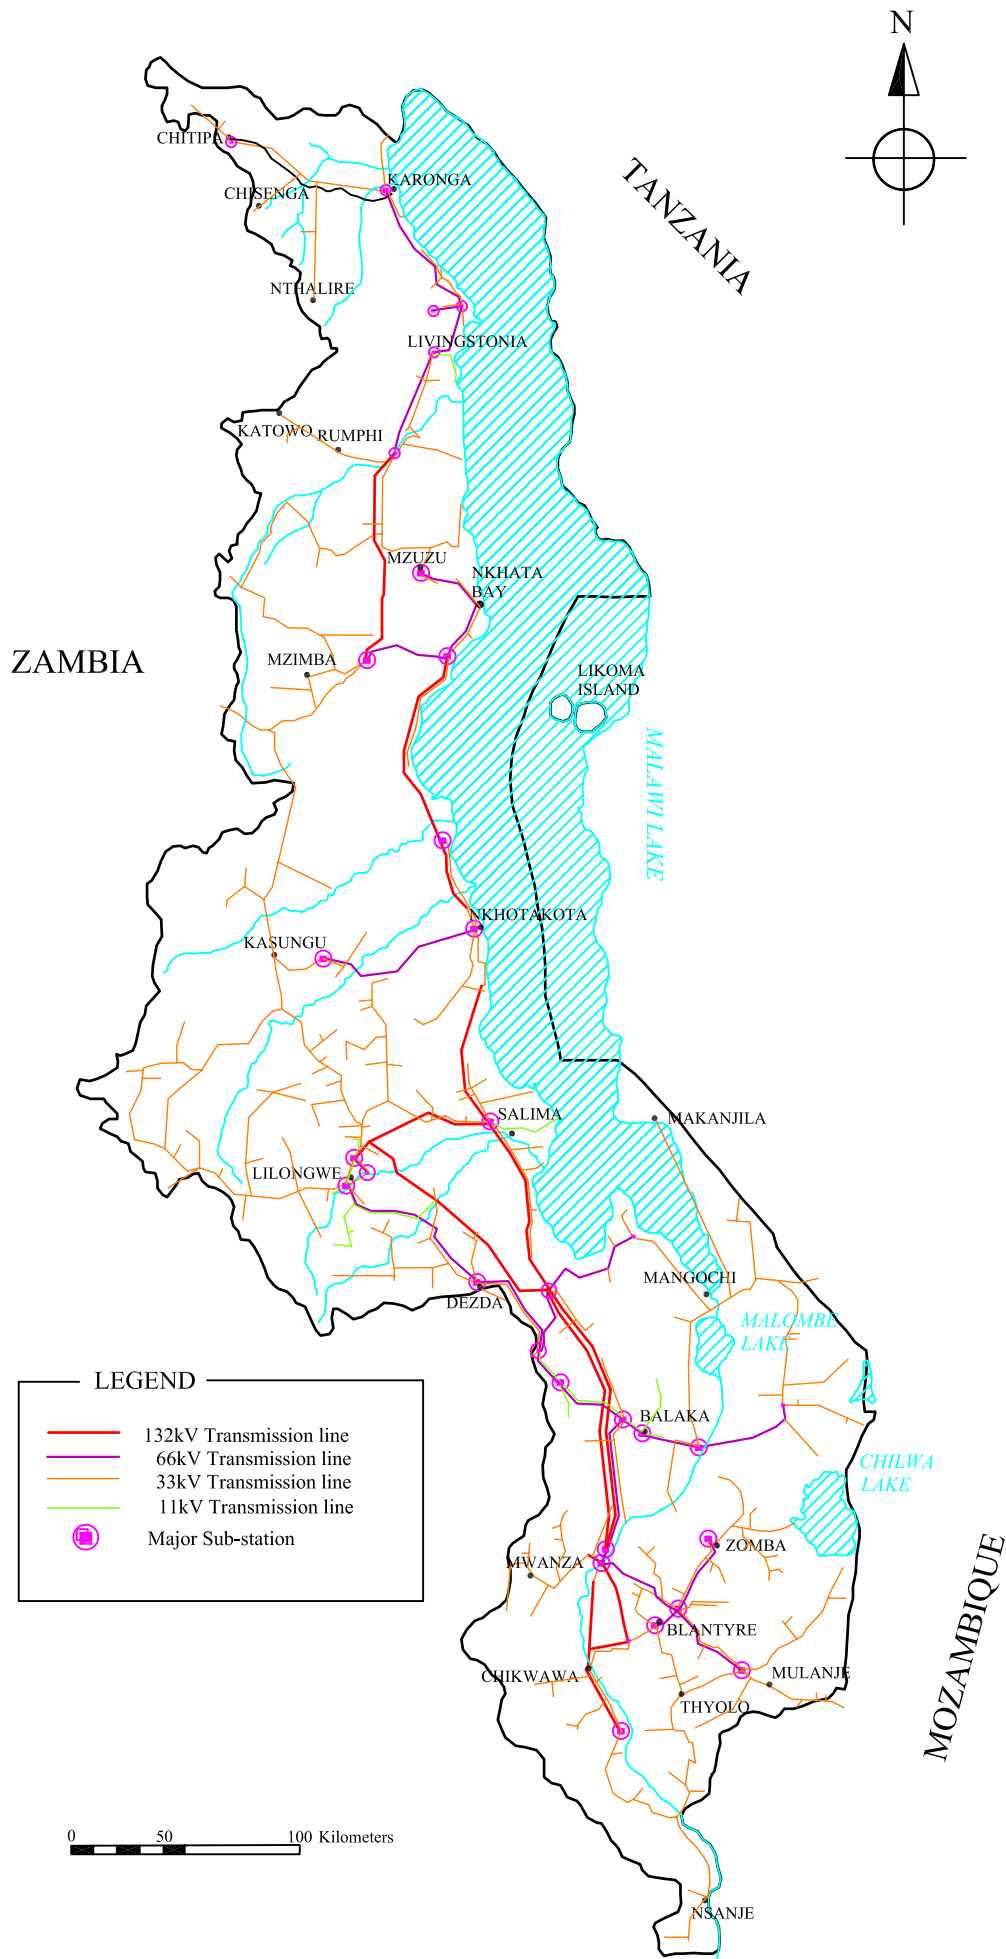 N
CHITIPA
TANZANIA
KARONGA
CHISENGA
NTHALIRE
LIVINGSTONIA
KATOWO
RUMPHI
MZUZU
NKHATA
BAY
ZAMBIA
MZIMBA
LIKOMA
ISLAND
MALAWI LAKE
NKHOTAKOTA
KASUNGU
SALIMA
MAKANJILA
LILONGWE
MANGOCHI
DEZDA
MALOMBE
LAKE
LEGEND
132kV Transmission line
66kV Transmission line
33kV Transmission line
11kV Transmission line
Major Sub-station
BALAKA
CHILWA
LAKE
MWANZA
ZOMBA
BLANTYRE
MOZAMBIQUE
CHIKWAWA
MULANJE
THYOLO
0 50 100 Kilometers
NSANJE